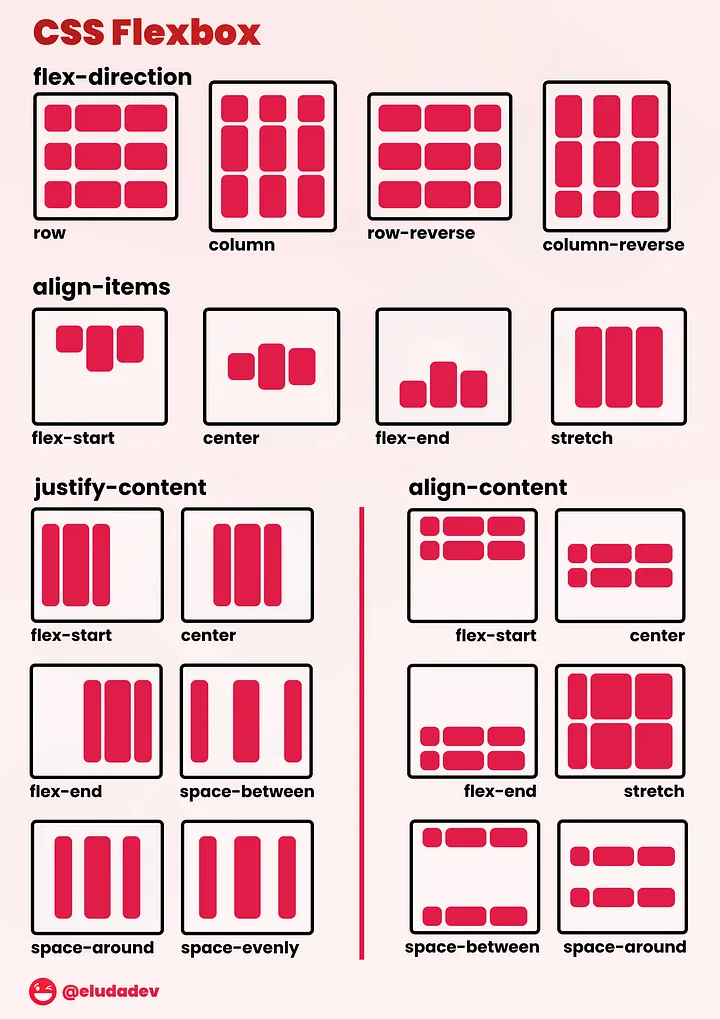 CSS Flexbox
flex-direction
row
column
row-reverse
column-reverse
align-items
flex-start
center
flex-end
stretch
justify-content
flex-start
center
flex-end
space-between
space-around
space-evenly
align-content
flex-start
center
flex-end
stretch
space-between
space-around
@eludadev